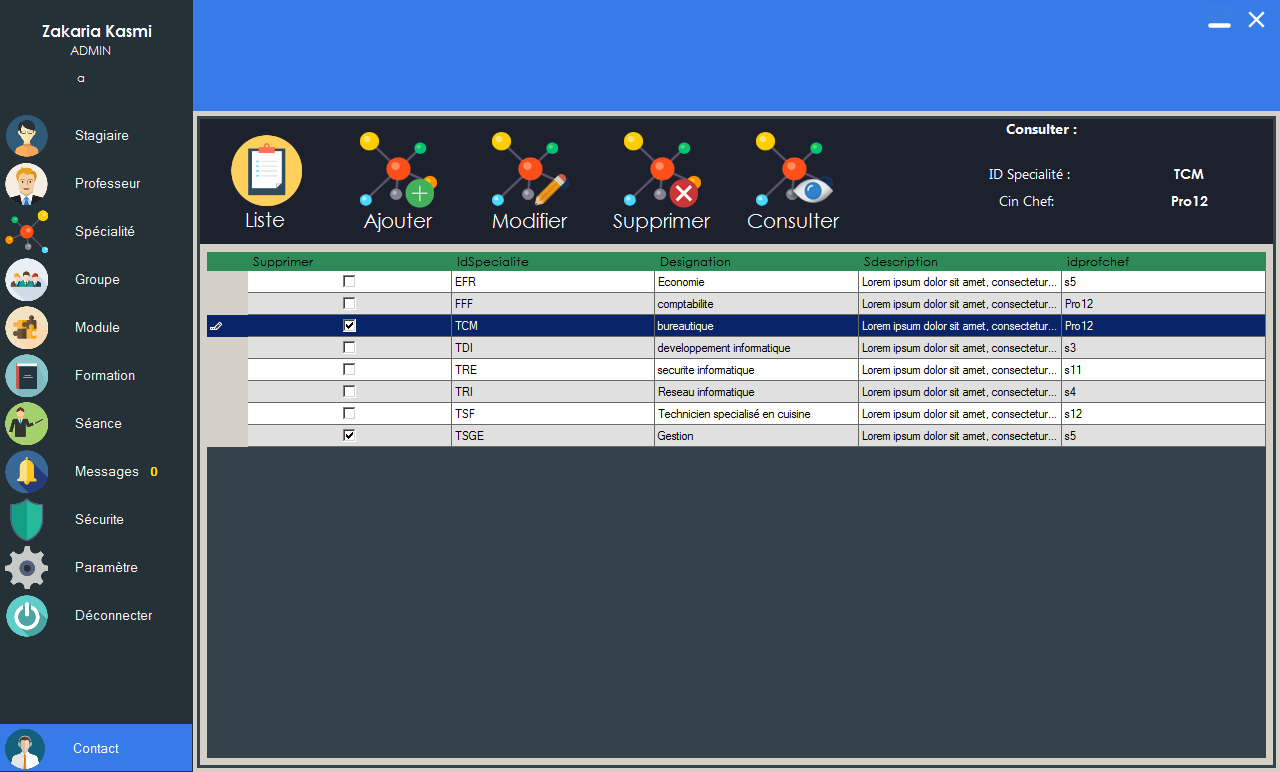 Zakaria Kasmi
ADMIN
a
Stagiaire
Professeur
Spécialité
Groupe
Module
Formation
Séance
Messages 0
Sécurite
Paramètre
Déconnecter
Contact
Liste
Ajouter
Modifier
Supprimer
Consulter
Consulter :
ID Specialité : TCM
Cin Chef: Pro12
Supprimer IdSpecialite Designation Sdescription idprofchef
EFR Economie Lorem ipsum dolor sit amet, consectetur... s5
FFF comptabilite Lorem ipsum dolor sit amet, consectetur... Pro12
TCM bureautique Lorem ipsum dolor sit amet, consectetur... Pro12
TDI developpement informatique Lorem ipsum dolor sit amet, consectetur... s3
TRE securite informatique Lorem ipsum dolor sit amet, consectetur... s11
TRI Reseau informatique Lorem ipsum dolor sit amet, consectetur... s4
TSF Technicien specialisé en cuisine Lorem ipsum dolor sit amet, consectetur... s12
TSGE Gestion Lorem ipsum dolor sit amet, consectetur... s5